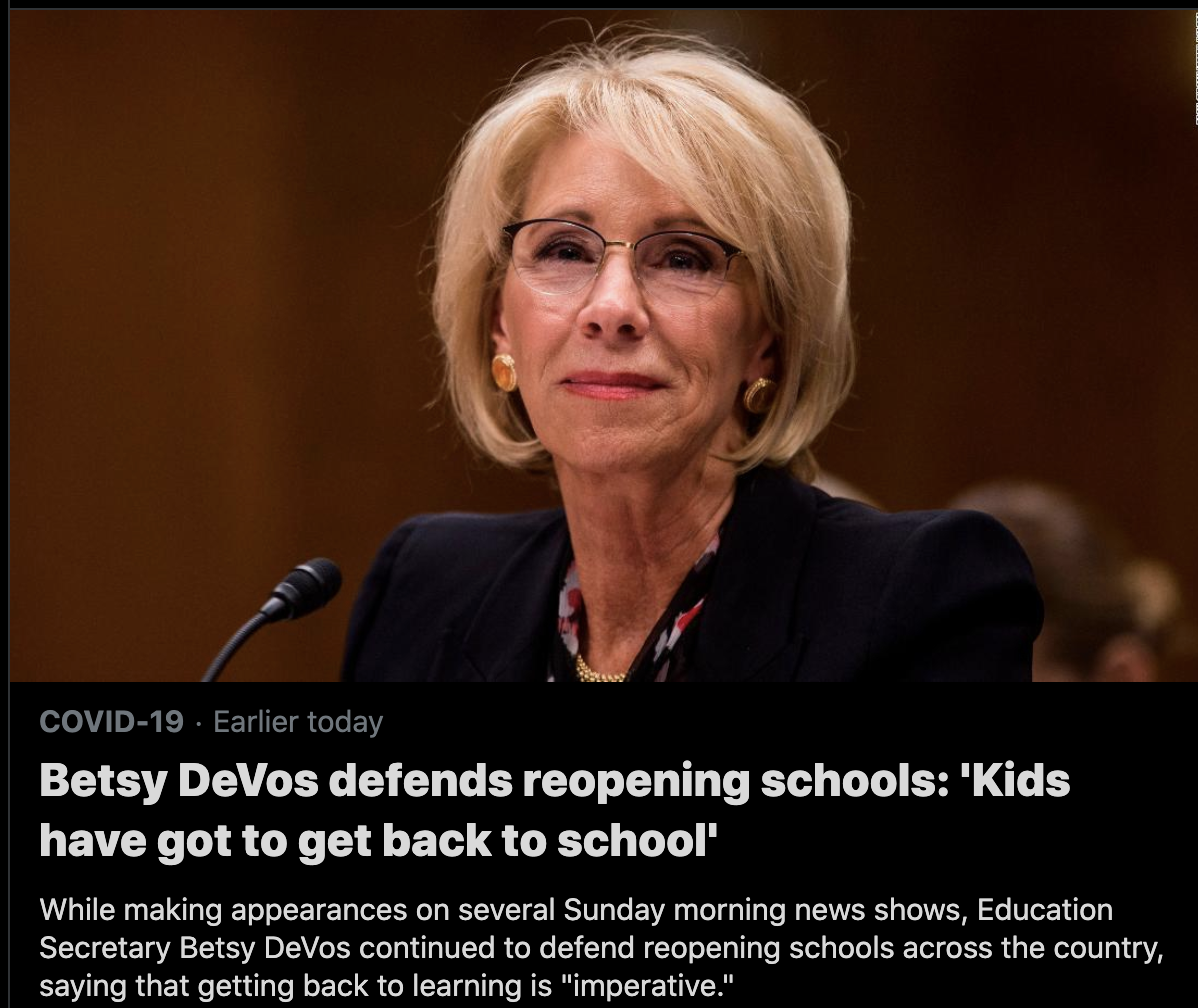 COVID-19 · Earlier today
Betsy DeVos defends reopening schools: 'Kids
have got to get back to school'
While making appearances on several Sunday morning news shows, Education
Secretary Betsy DeVos continued to defend reopening schools across the country,
saying that getting back to learning is "imperative."